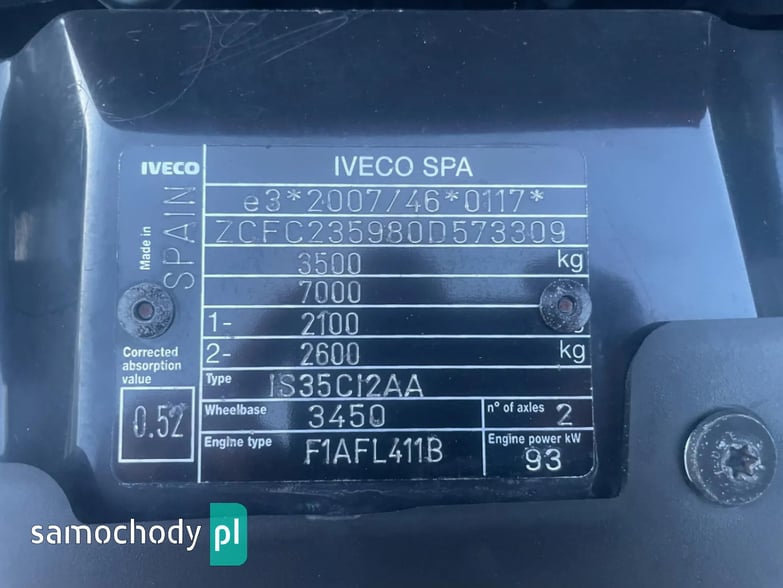 IVECO
IVECO SPA
e3*2007/46*0117*
ZCFC235980D573309
Made in
SPAIN
3500 kg
7000
1- 2100
2- 2600 kg
Corrected
absorption
value
0.52
Type IS35CI2AA
Wheelbase 3450
n° of axles 2
Engine type F1AFL411B
Engine power kW
93
samochody pl